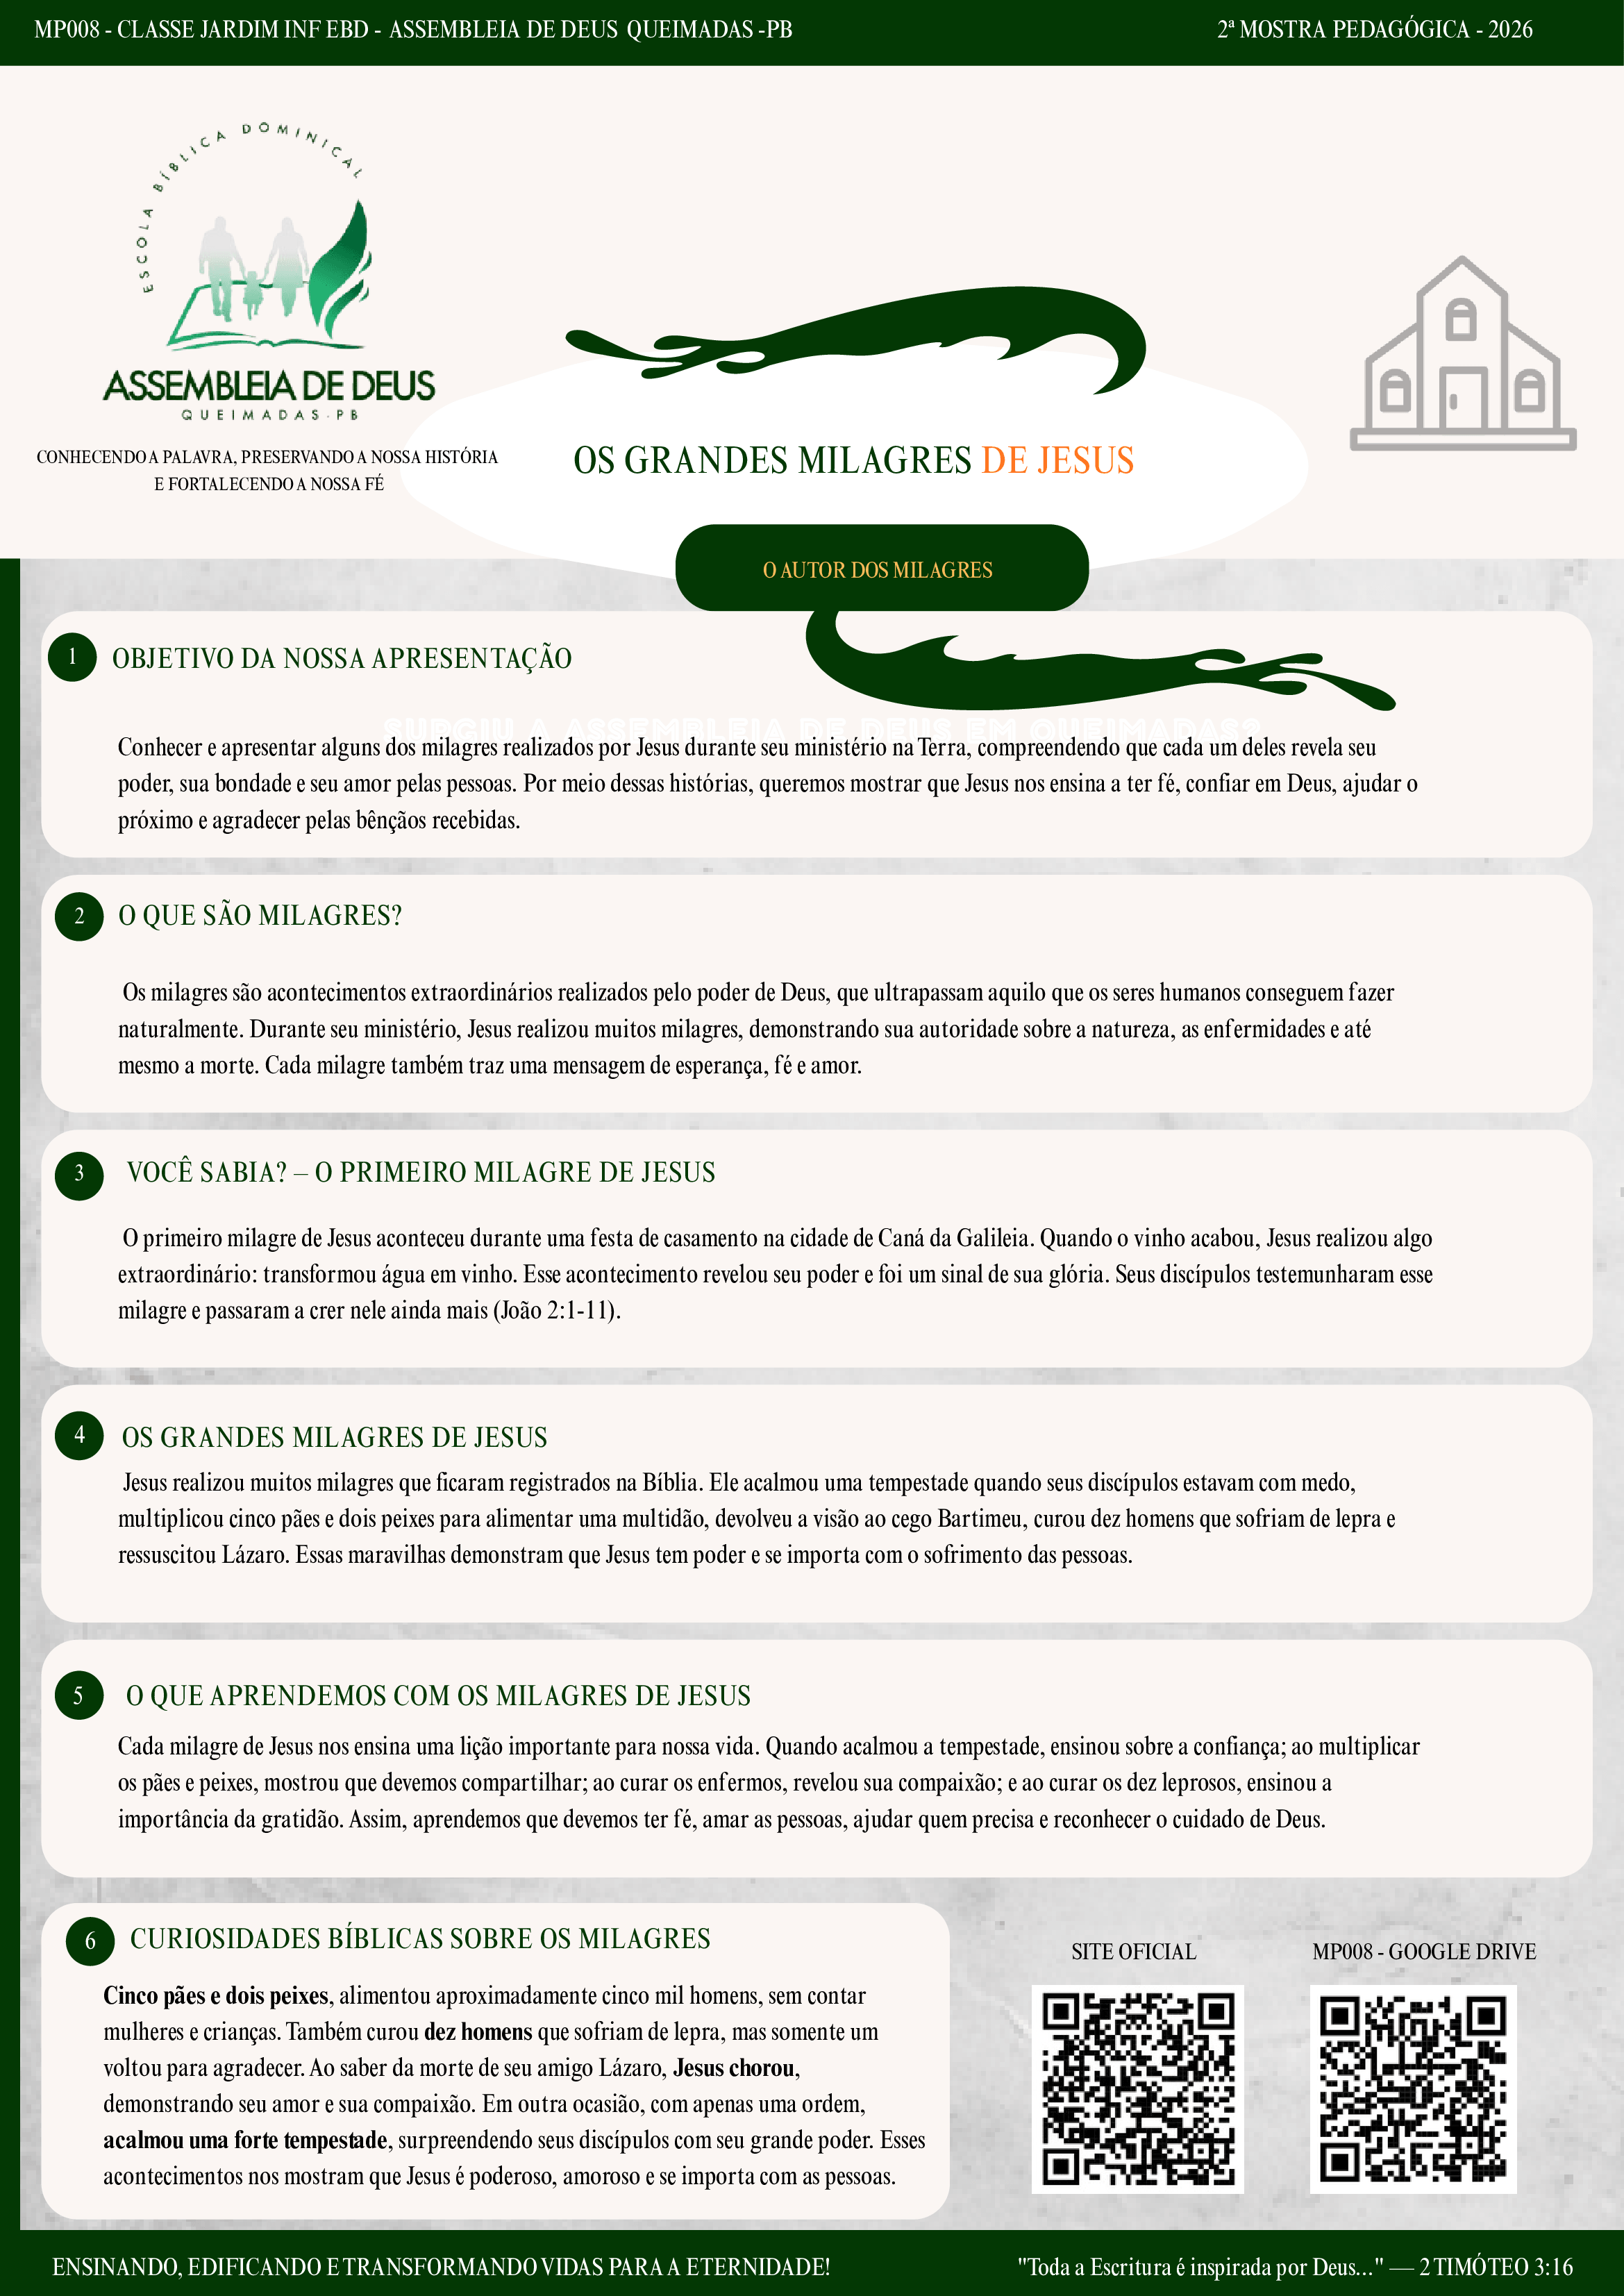 MP008 - CLASSE JARDIM INF EBD - ASSEMBLEIA DE DEUS QUEIMADAS -PB
2ª MOSTRA PEDAGÓGICA - 2026
ESCOLA BÍBLICA DOMINICAL
ASSEMBLEIA DE DEUS
QUEIMADAS-PB
CONHECENDO A PALAVRA, PRESERVANDO A NOSSA HISTÓRIA
E FORTALECENDO A NOSSA FÉ
OS GRANDES MILAGRES DE JESUS
O AUTOR DOS MILAGRES
1 OBJETIVO DA NOSSA APRESENTAÇÃO
SURGIU A ASSEMBLEIA DE DEUS EM QUEIMADAS?
Conhecer e apresentar alguns dos milagres realizados por Jesus durante seu ministério na Terra, compreendendo que cada um deles revela seu
poder, sua bondade e seu amor pelas pessoas. Por meio dessas histórias, queremos mostrar que Jesus nos ensina a ter fé, confiar em Deus, ajudar o
próximo e agradecer pelas bênçãos recebidas.
2 O QUE SÃO MILAGRES?
Os milagres são acontecimentos extraordinários realizados pelo poder de Deus, que ultrapassam aquilo que os seres humanos conseguem fazer
naturalmente. Durante seu ministério, Jesus realizou muitos milagres, demonstrando sua autoridade sobre a natureza, as enfermidades e até
mesmo a morte. Cada milagre também traz uma mensagem de esperança, fé e amor.
3 VOCÊ SABIA? – O PRIMEIRO MILAGRE DE JESUS
O primeiro milagre de Jesus aconteceu durante uma festa de casamento na cidade de Caná da Galileia. Quando o vinho acabou, Jesus realizou algo
extraordinário: transformou água em vinho. Esse acontecimento revelou seu poder e foi um sinal de sua glória. Seus discípulos testemunharam esse
milagre e passaram a crer nele ainda mais (João 2:1-11).
4 OS GRANDES MILAGRES DE JESUS
Jesus realizou muitos milagres que ficaram registrados na Bíblia. Ele acalmou uma tempestade quando seus discípulos estavam com medo,
multiplicou cinco pães e dois peixes para alimentar uma multidão, devolveu a visão ao cego Bartimeu, curou dez homens que sofriam de lepra e
ressuscitou Lázaro. Essas maravilhas demonstram que Jesus tem poder e se importa com o sofrimento das pessoas.
5 O QUE APRENDEMOS COM OS MILAGRES DE JESUS
Cada milagre de Jesus nos ensina uma lição importante para nossa vida. Quando acalmou a tempestade, ensinou sobre a confiança; ao multiplicar
os pães e peixes, mostrou que devemos compartilhar; ao curar os enfermos, revelou sua compaixão; e ao curar os dez leprosos, ensinou a
importância da gratidão. Assim, aprendemos que devemos ter fé, amar as pessoas, ajudar quem precisa e reconhecer o cuidado de Deus.
6 CURIOSIDADES BÍBLICAS SOBRE OS MILAGRES
Cinco pães e dois peixes, alimentou aproximadamente cinco mil homens, sem contar
mulheres e crianças. Também curou dez homens que sofriam de lepra, mas somente um
voltou para agradecer. Ao saber da morte de seu amigo Lázaro, Jesus chorou,
demonstrando seu amor e sua compaixão. Em outra ocasião, com apenas uma ordem,
acalmou uma forte tempestade, surpreendendo seus discípulos com seu grande poder. Esses
acontecimentos nos mostram que Jesus é poderoso, amoroso e se importa com as pessoas.
SITE OFICIAL
MP008 - GOOGLE DRIVE
ENSINANDO, EDIFICANDO E TRANSFORMANDO VIDAS PARA A ETERNIDADE!
"Toda a Escritura é inspirada por Deus..." — 2 TIMÓTEO 3:16